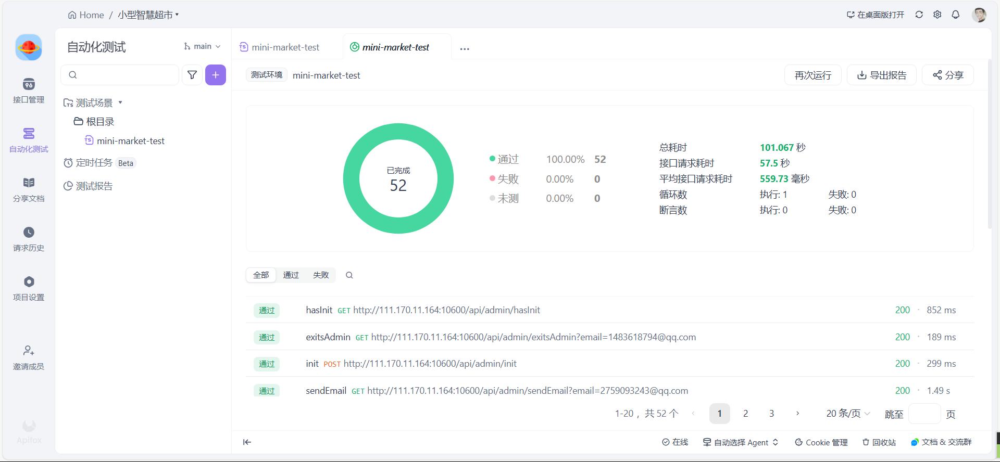 Home / 小型智慧超市
在桌面版打开
接口管理
自动化测试
分享文档
请求历史
项目设置
邀请成员
Apifox
自动化测试
main
测试场景
根目录
TS mini-market-test
定时任务 Beta
测试报告
TS mini-market-test
mini-market-test
...
测试环境 mini-market-test
再次运行
导出报告
分享
已完成
52
通过 100.00% 52
失败 0.00% 0
未测 0.00% 0
总耗时 101.067 秒
接口请求耗时 57.5 秒
平均接口请求耗时 559.73 毫秒
循环数 执行: 1 失败: 0
断言数 执行: 0 失败: 0
全部 通过 失败
通过 hasInit GET http://111.170.11.164:10600/api/admin/hasInit 200 · 852 ms
通过 exitsAdmin GET http://111.170.11.164:10600/api/admin/exitsAdmin?email=1483618794@qq.com 200 · 189 ms
通过 init POST http://111.170.11.164:10600/api/admin/init 200 · 299 ms
通过 sendEmail GET http://111.170.11.164:10600/api/admin/sendEmail?email=2759093243@qq.com 200 · 1.49 s
1-20 , 共 52 个 1 2 3 20 条/页 跳至 页
在线 自动选择 Agent Cookie 管理 回收站 文档 & 交流群